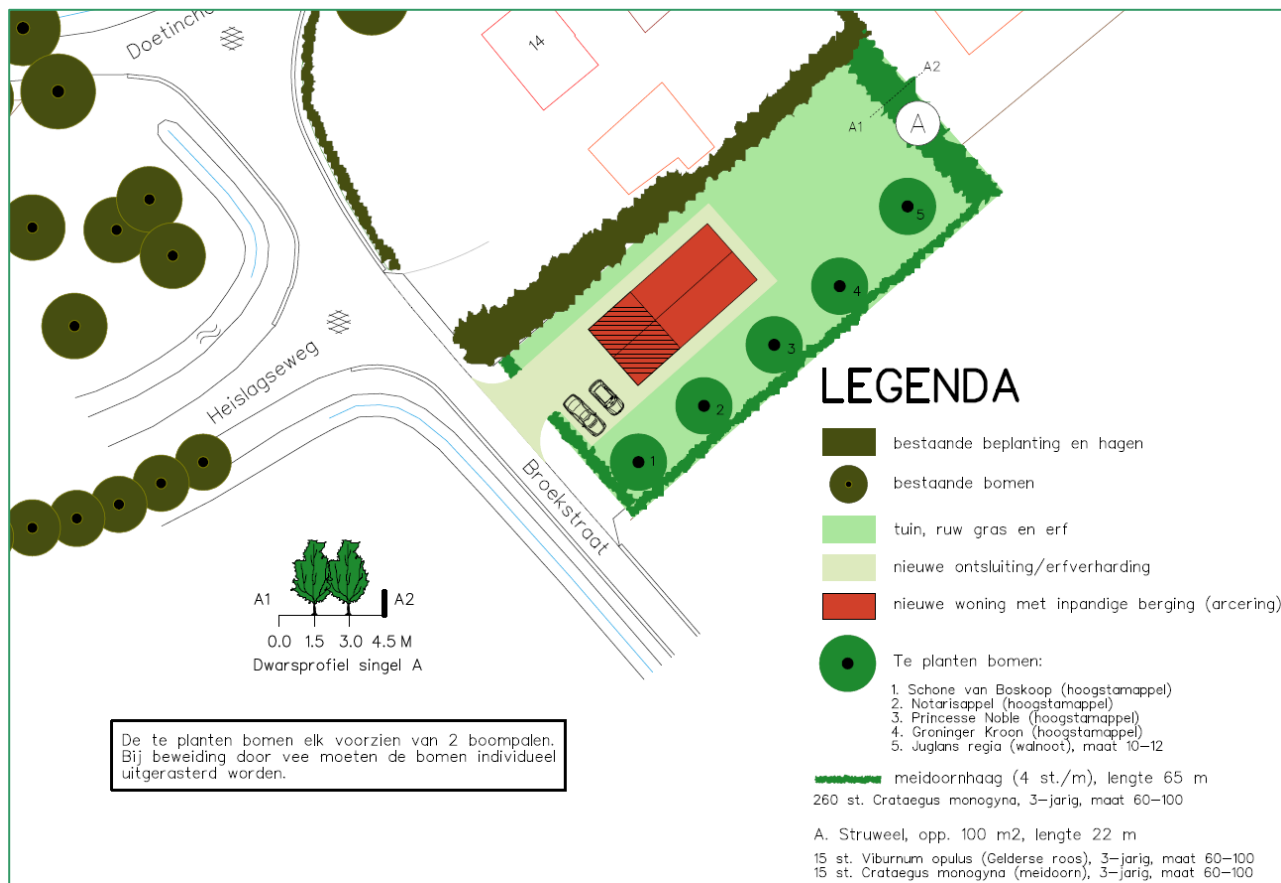 Doetinch
14
A2
A1
A
5
4
3
2
1
Heislagseweg
Broekstraat
A1
A2
0.0 1.5 3.0 4.5 M
Dwarsprofiel singel A
De te planten bomen elk voorzien van 2 boompalen.
Bij beweiding door vee moeten de bomen individueel
uitgerasterd worden.
LEGENDA
bestaande beplanting en hagen
bestaande bomen
tuin, ruw gras en erf
nieuwe ontsluiting/erfverharding
nieuwe woning met inpandige berging (arcering)
Te planten bomen:
1. Schone van Boskoop (hoogstamappel)
2. Notarisappel (hoogstamappel)
3. Princesse Noble (hoogstamappel)
4. Groninger Kroon (hoogstamappel)
5. Juglans regia (walnoot), maat 10-12
meidoornhaag (4 st./m), lengte 65 m
260 st. Crataegus monogyna, 3-jarig, maat 60-100
A. Struweel, opp. 100 m2, lengte 22 m
15 st. Viburnum opulus (Gelderse roos), 3-jarig, maat 60-100
15 st. Crataegus monogyna (meidoorn), 3-jarig, maat 60-100